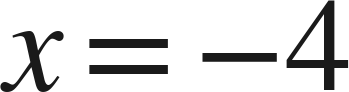 x = −4